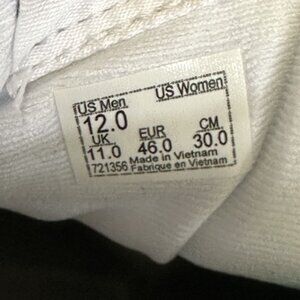 US Men US Women
12.0
UK EUR CM
11.0 46.0 30.0
721356 Made in Vietnam
Fabriqué en Vietnam